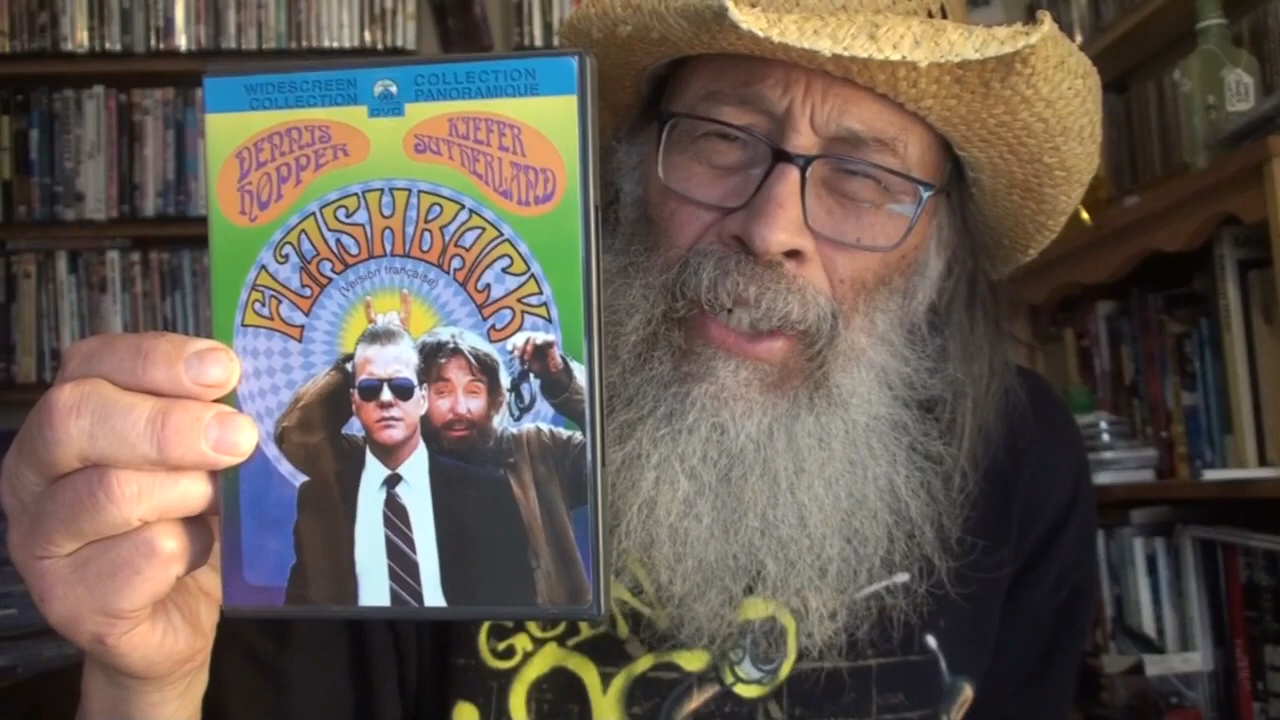 WIDESCREEN
COLLECTION
COLLECTION
PANORAMIQUE
DVD
DENNIS
HOPPER
KIEFER
SUTHERLAND
FLASHBACK
(Version française)